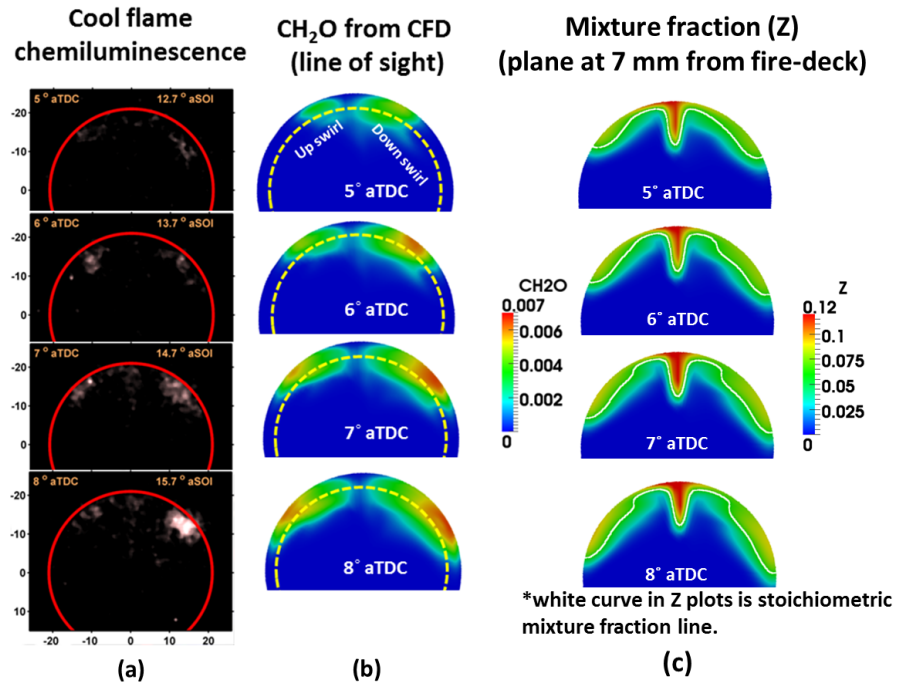 Cool flame
chemiluminescence
5 ° aTDC 12.7 ° aSOI
-20
-10
0
6 ° aTDC 13.7 ° aSOI
-20
-10
0
7 ° aTDC 14.7 ° aSOI
-20
-10
0
8 ° aTDC 15.7 ° aSOI
-20
-10
0
10
-20 -10 0 10 20
(a)
CH₂O from CFD
(line of sight)
Up swirl
Down swirl
5° aTDC
6° aTDC
7° aTDC
8° aTDC
CH2O
0.007
0.006
0.004
0.002
0
(b)
Mixture fraction (Z)
(plane at 7 mm from fire-deck)
5° aTDC
6° aTDC
7° aTDC
8° aTDC
Z
0.12
0.1
0.075
0.05
0.025
0
*white curve in Z plots is stoichiometric
mixture fraction line.
(c)